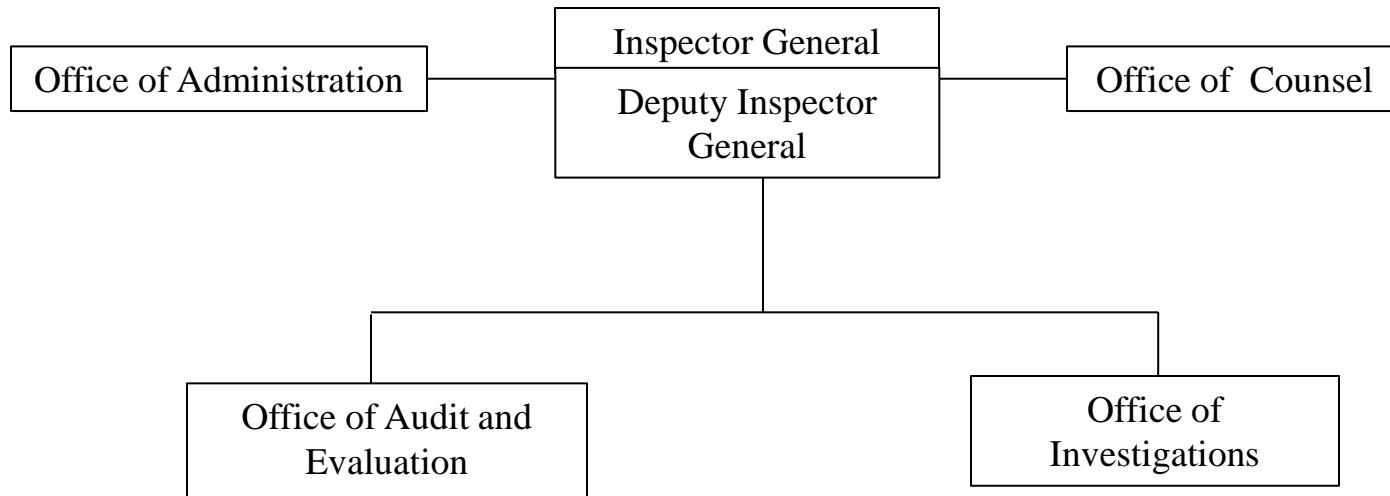 Inspector General
Office of Administration
Office of  Counsel
Deputy Inspector
General
Office of Audit and
Evaluation
Office of
Investigations